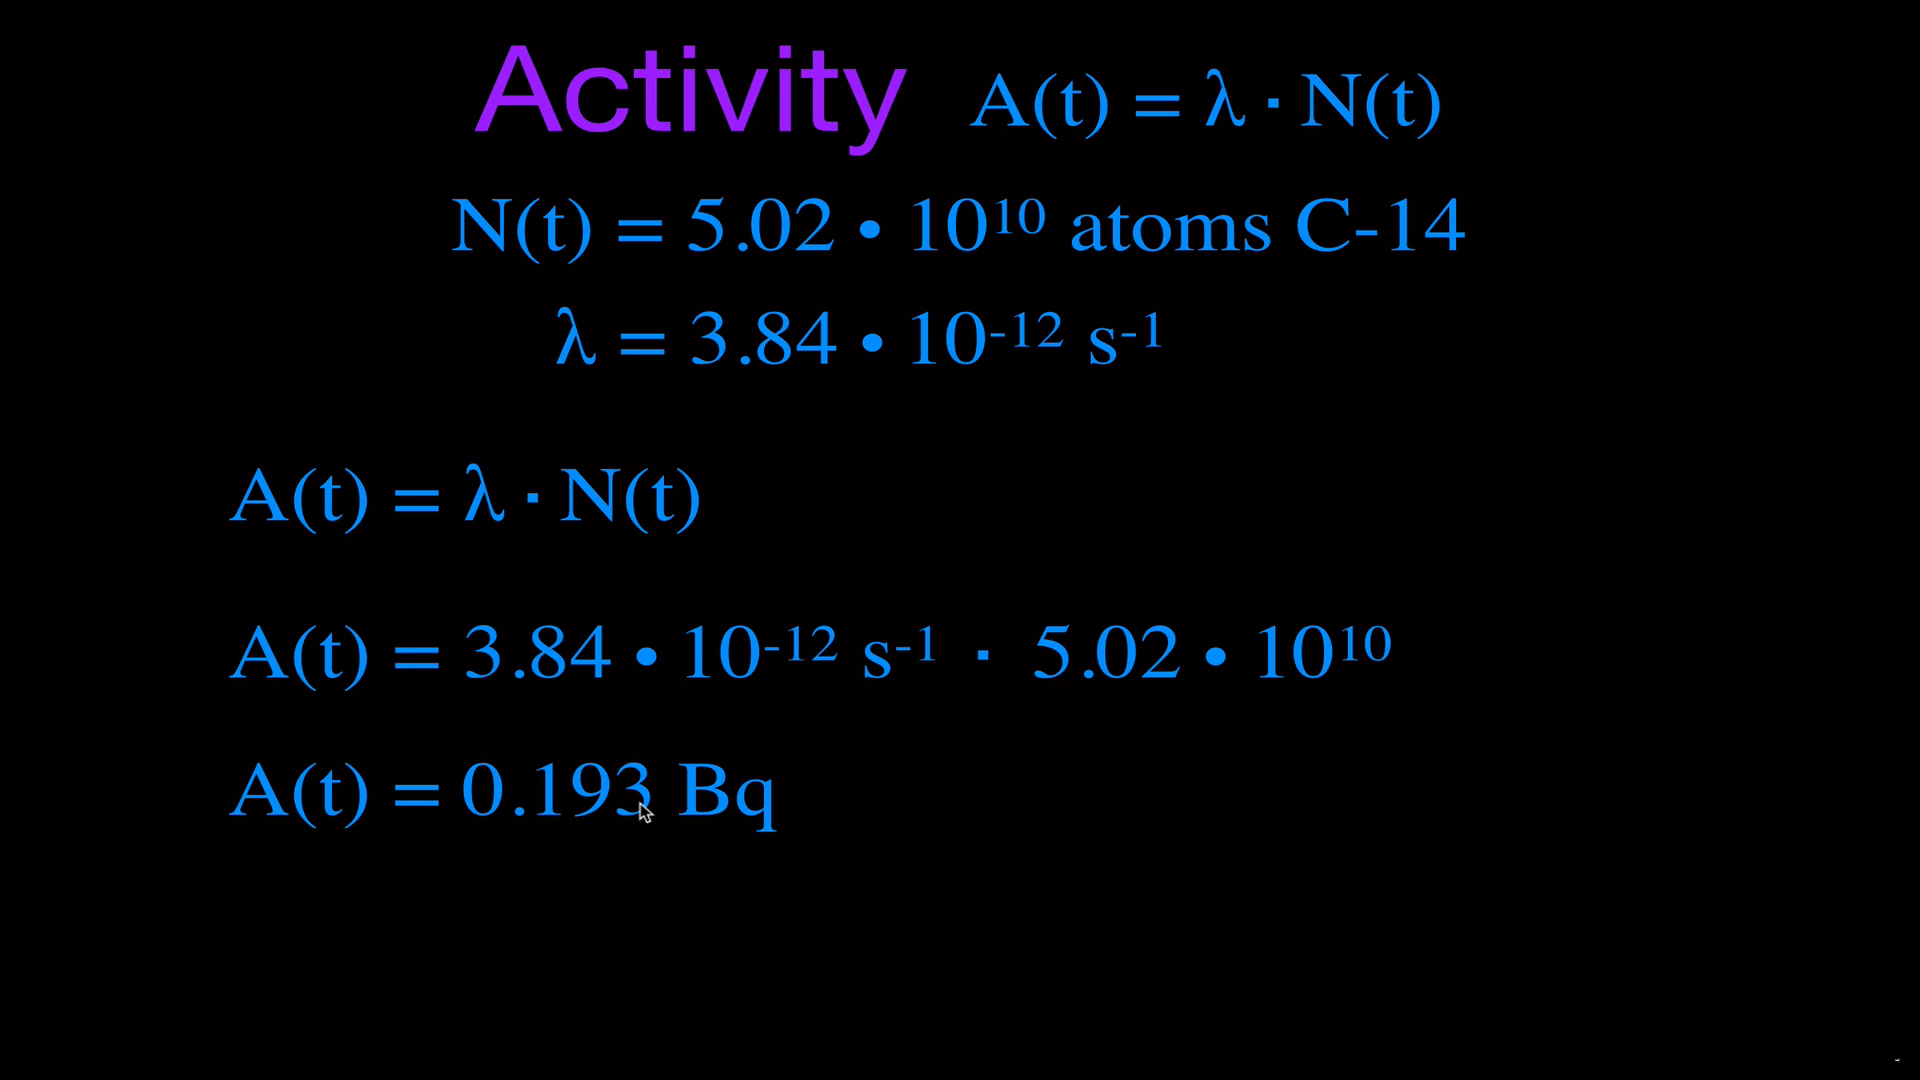 Activity A(t) = λ · N(t)
N(t) = 5.02 • 10¹⁰ atoms C-14
λ = 3.84 • 10⁻¹² s⁻¹
A(t) = λ · N(t)
A(t) = 3.84 • 10⁻¹² s⁻¹ · 5.02 • 10¹⁰
A(t) = 0.193 Bq